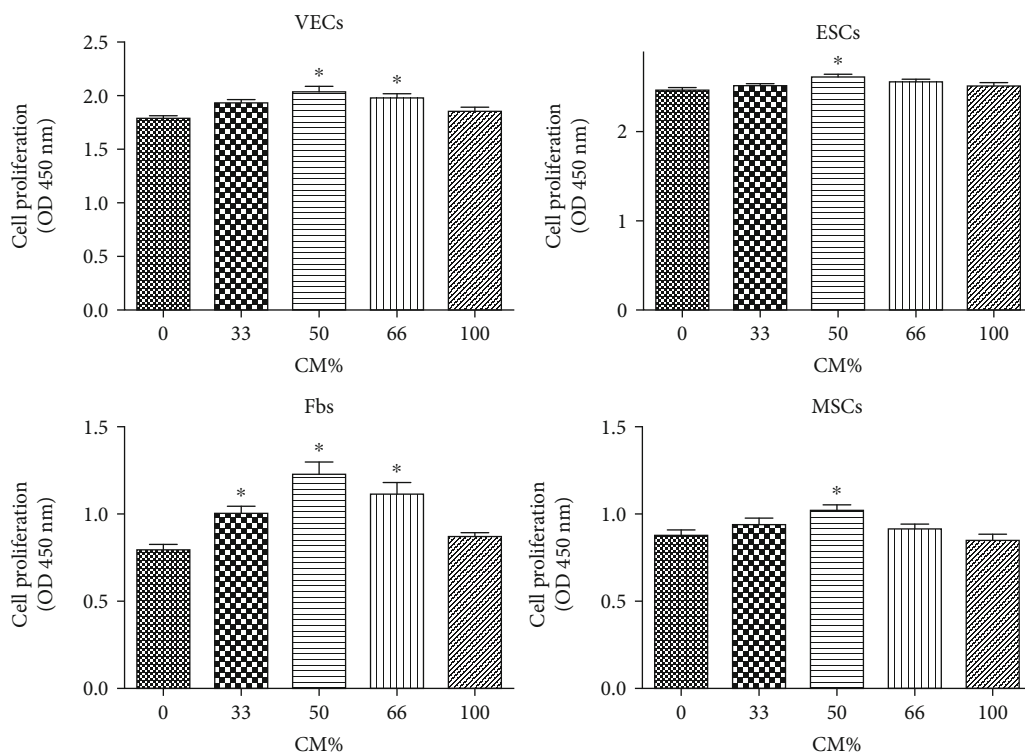 VECs
Cell proliferation
(OD 450 nm)
2.5
2.0
1.5
1.0
0.5
0.0
*
*
0 33 50 66 100
CM%
ESCs
Cell proliferation
(OD 450 nm)
2
1
0
*
0 33 50 66 100
CM%
Fbs
Cell proliferation
(OD 450 nm)
1.5
1.0
0.5
0.0
*
*
*
0 33 50 66 100
CM%
MSCs
Cell proliferation
(OD 450 nm)
1.5
1.0
0.5
0.0
*
0 33 50 66 100
CM%